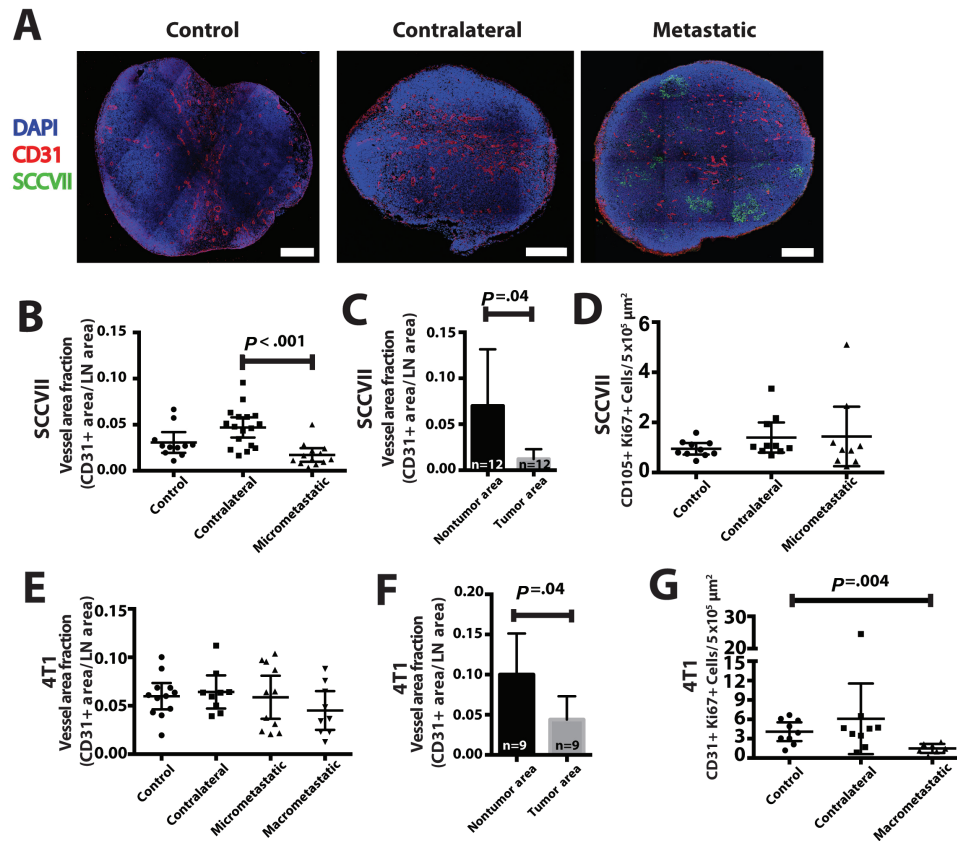 A
Control
Contralateral
Metastatic
DAPI
CD31
SCCVII
B
SCCVII
Vessel area fraction
(CD31+ area/LN area)
0.15
0.10
0.05
0.00
P<.001
Control
Contralateral
Micrometastatic
C
SCCVII
Vessel area fraction
(CD31+ area/LN area)
0.15
0.10
0.05
0.00
P=.04
n=12
n=12
Nontumor area
Tumor area
D
SCCVII
CD105+ Ki67+ Cells/ 5 x10⁵ µm²
6
4
2
0
Control
Contralateral
Micrometastatic
E
4T1
Vessel area fraction
(CD31+ area/LN area)
0.15
0.10
0.05
0.00
Control
Contralateral
Micrometastatic
Macrometastatic
F
4T1
Vessel area fraction
(CD31+ area/LN area)
0.20
0.15
0.10
0.05
0.00
P=.04
n=9
n=9
Nontumor area
Tumor area
G
4T1
CD31+ Ki67+ Cells/ 5 x10⁵ µm²
30
20
15
12
9
6
3
0
P=.004
Control
Contralateral
Macrometastatic